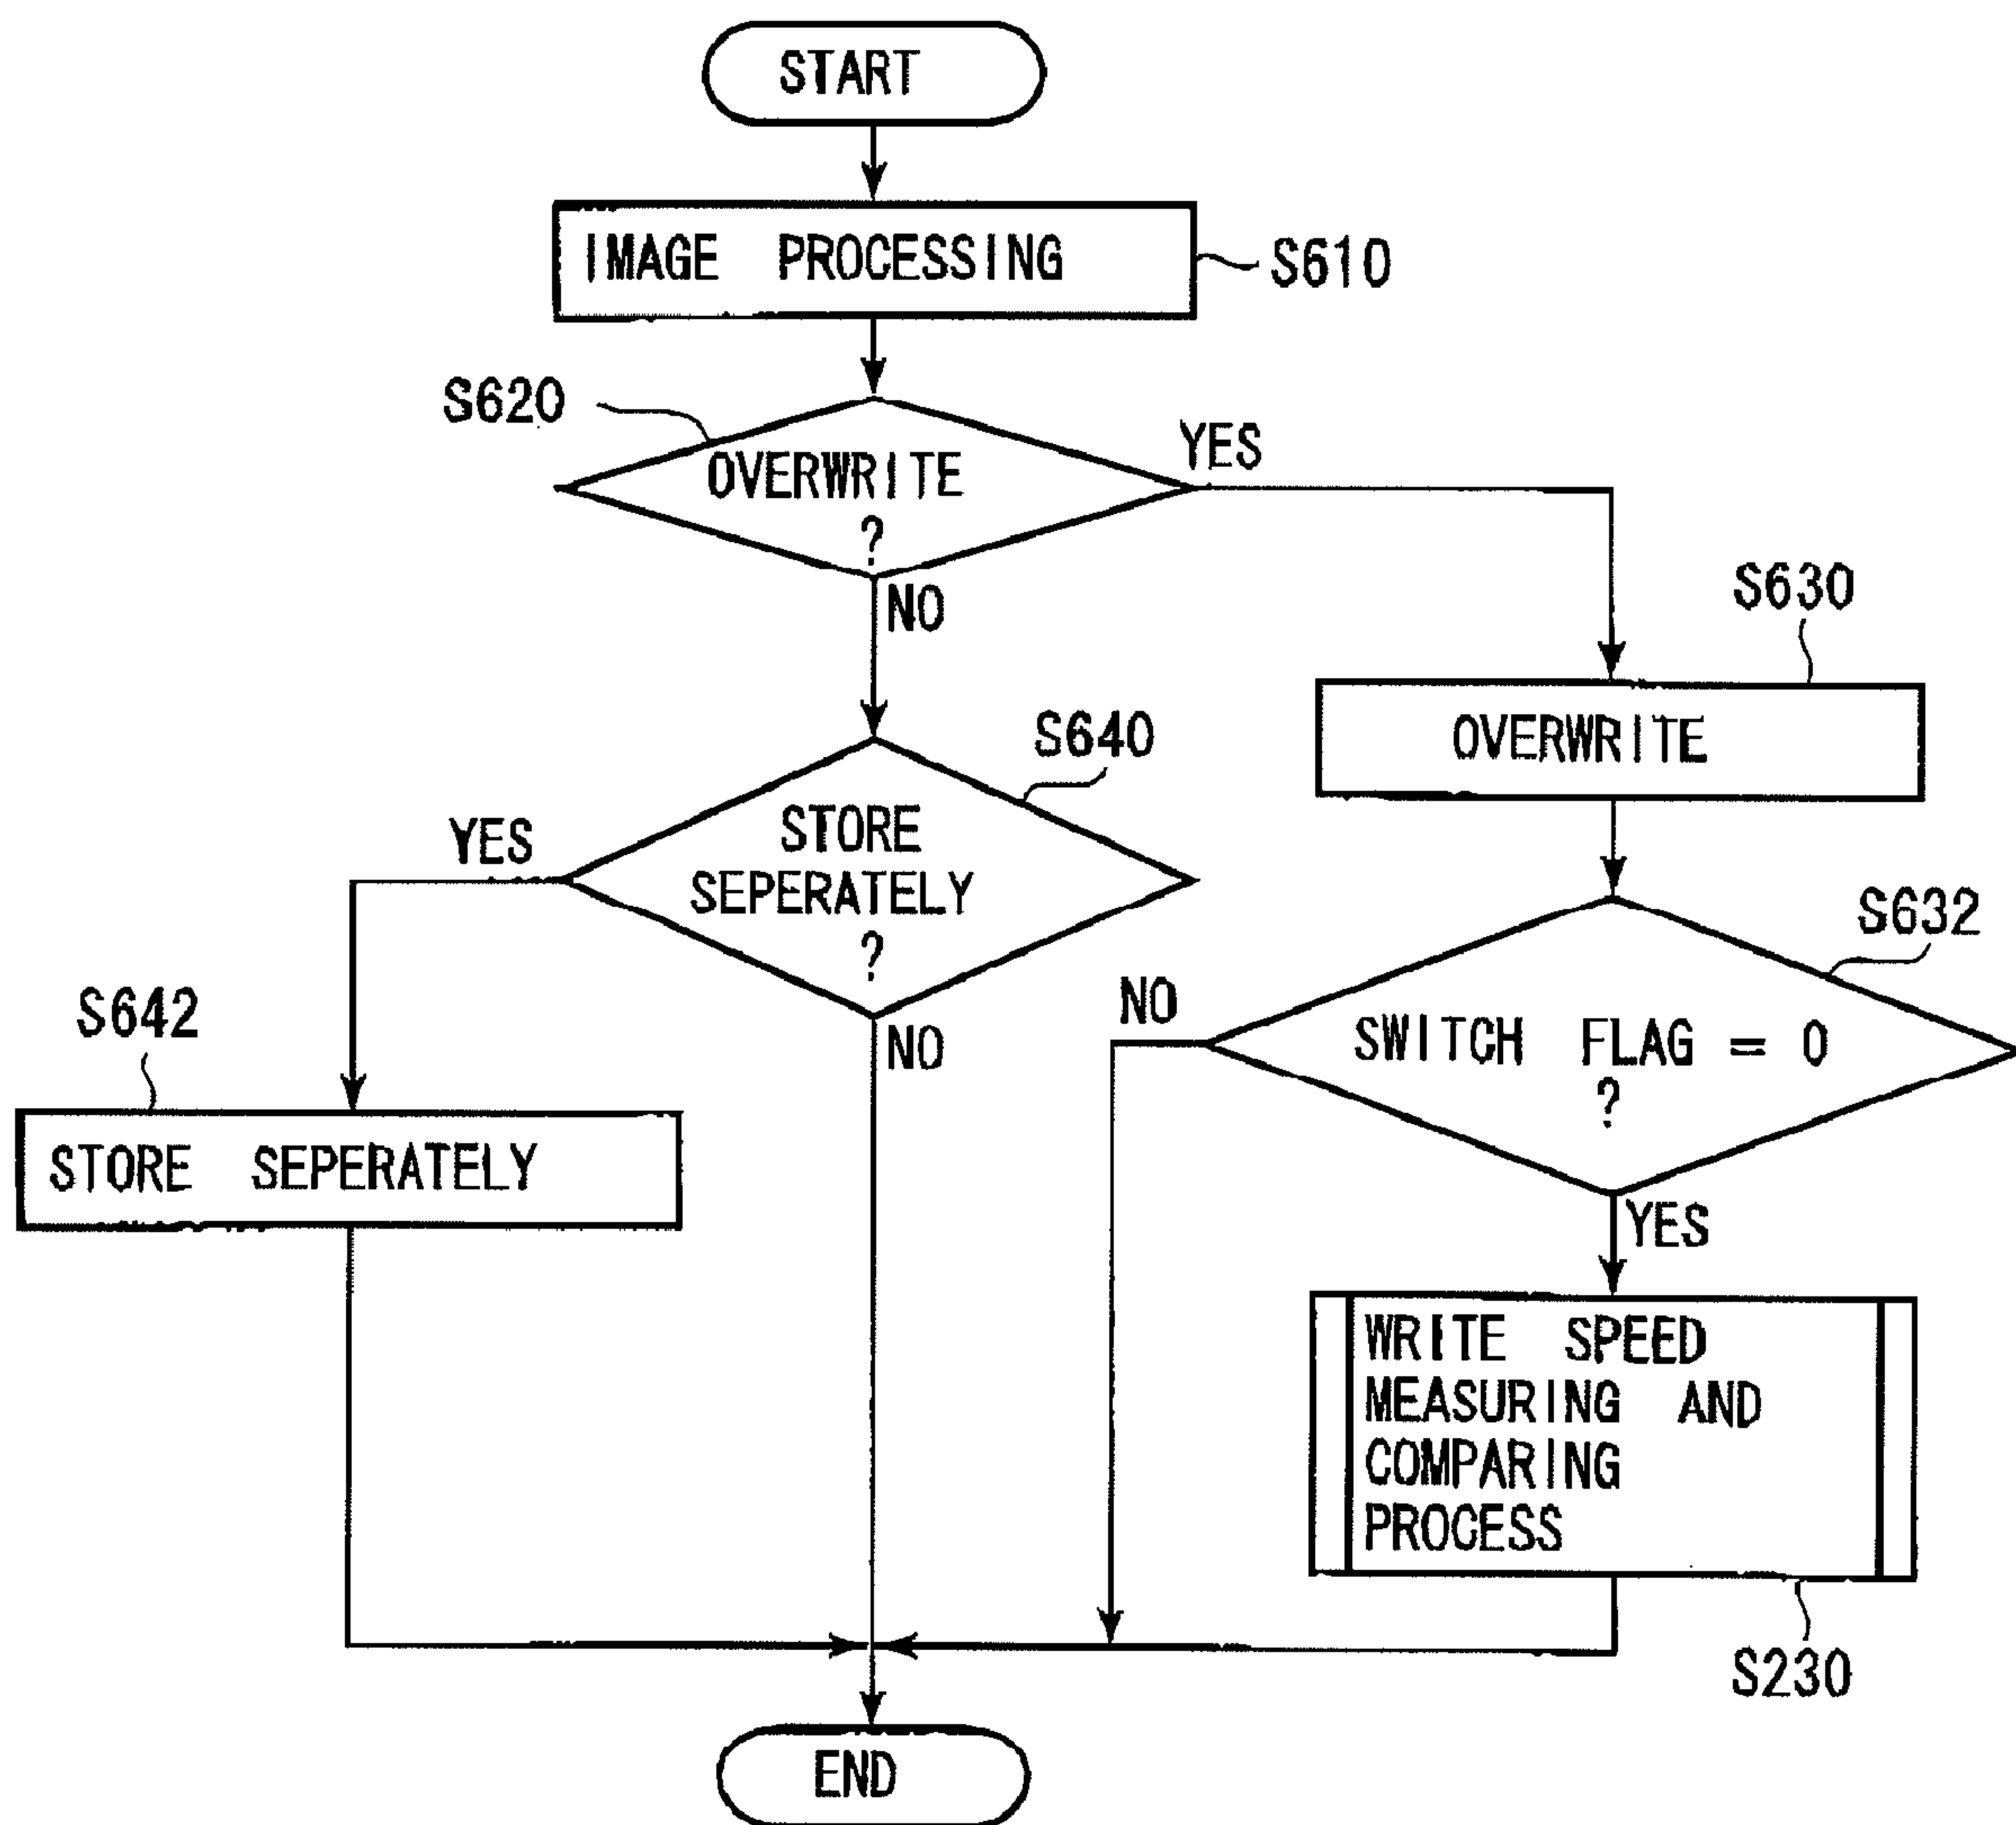 START
IMAGE PROCESSING
S610
S620
OVERWRITE
?
YES
NO
S630
OVERWRITE
S640
STORE
SEPERATELY
?
YES
NO
S632
SWITCH FLAG = 0
?
NO
YES
S642
STORE SEPERATELY
WRITE SPEED
MEASURING AND
COMPARING
PROCESS
S230
END